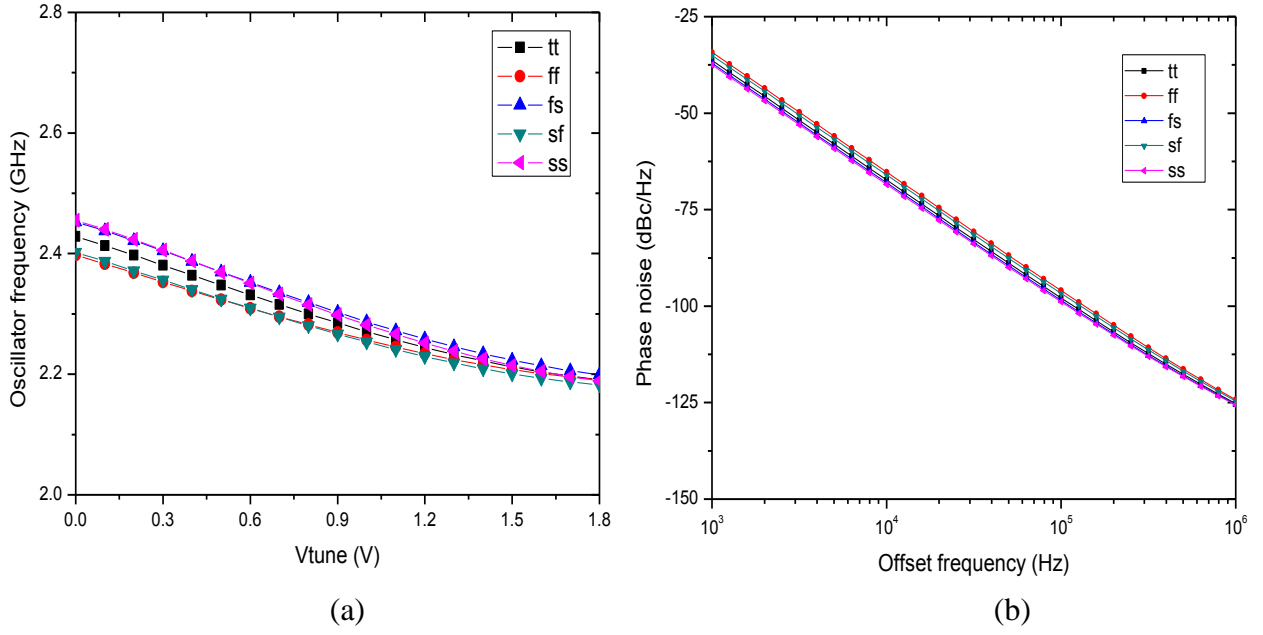 2.8
2.6
2.4
2.2
2.0
Oscillator frequency (GHz)
tt
ff
fs
sf
ss
0.0 0.3 0.6 0.9 1.2 1.5 1.8
Vtune (V)
(a)
-25
-50
-75
-100
-125
-150
Phase noise (dBc/Hz)
tt
ff
fs
sf
ss
10³ 10⁴ 10⁵ 10⁶
Offset frequency (Hz)
(b)